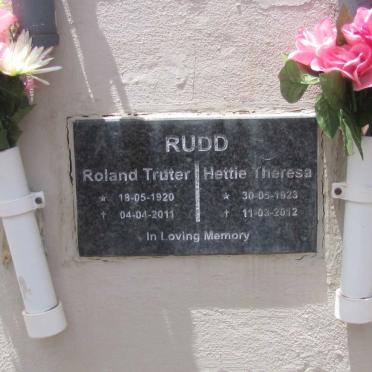 RUDD
Roland Truter | Hettie Theresa
★ 18-05-1920 ★ 30-05-1923
† 04-04-2011 † 11-03-2012
In Loving Memory